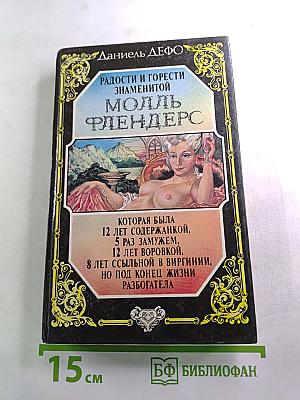 Даниель ДЕФО
РАДОСТИ И ГОРЕСТИ
ЗНАМЕНИТОЙ
МОЛЛЬ
ФЛЕНДЕРС
КОТОРАЯ БЫЛА
12 ЛЕТ СОДЕРЖАНКОЙ,
5 РАЗ ЗАМУЖЕМ,
12 ЛЕТ ВОРОВКОЙ,
8 ЛЕТ ССЫЛЬНОЙ В ВИРГИНИИ,
НО ПОД КОНЕЦ ЖИЗНИ
РАЗБОГАТЕЛА
15 см
БФ БИБЛИОФАН